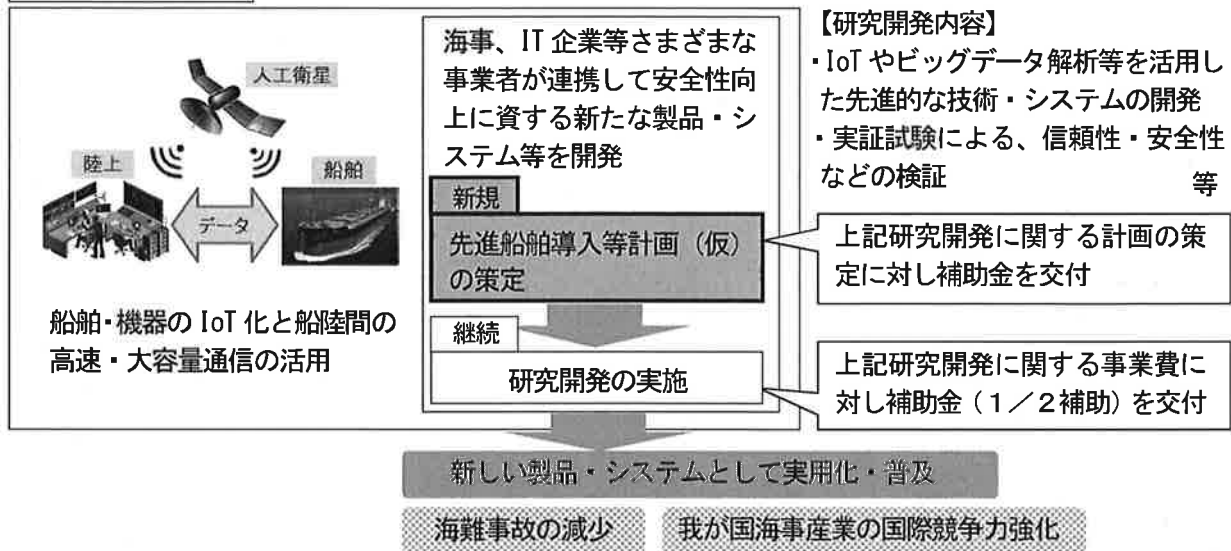 人工衛星
陸上
船舶
データ
船舶・機器の IoT 化と船陸間の
高速・大容量通信の活用
海事、IT 企業等さまざまな
事業者が連携して安全性向
上に資する新たな製品・シ
ステム等を開発
新規
先進船舶導入等計画（仮）
の策定
継続
研究開発の実施
【研究開発内容】
・IoT やビッグデータ解析等を活用し
た先進的な技術・システムの開発
・実証試験による、信頼性・安全性
などの検証 等
上記研究開発に関する計画の策
定に対し補助金を交付
上記研究開発に関する事業費に
対し補助金（１／２補助）を交付
新しい製品・システムとして実用化・普及
海難事故の減少
我が国海事産業の国際競争力強化